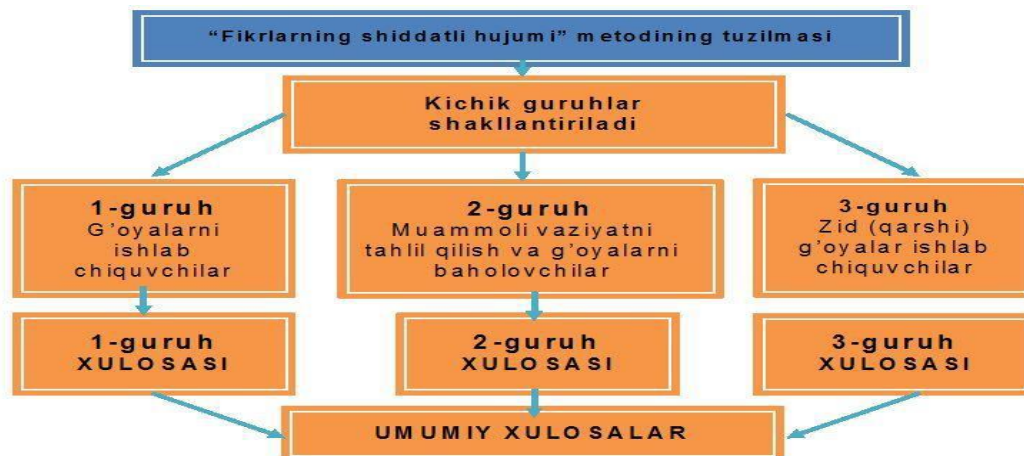 “Fikrlarning shiddatli hujumi” metodining tuzilmasi
Kichik guruhlar
shakllantiriladi
1-guruh
G’oyalarni
ishlab
chiquvchilar
2-guruh
Muammoli vaziyatni
tahlil qilish va g’oyalarni
baholovchilar
3-guruh
Zid (qarshi)
g’oyalar ishlab
chiquvchilar
1-guruh
XULOSASI
2-guruh
XULOSASI
3-guruh
XULOSASI
UMUMIY XULOSALAR